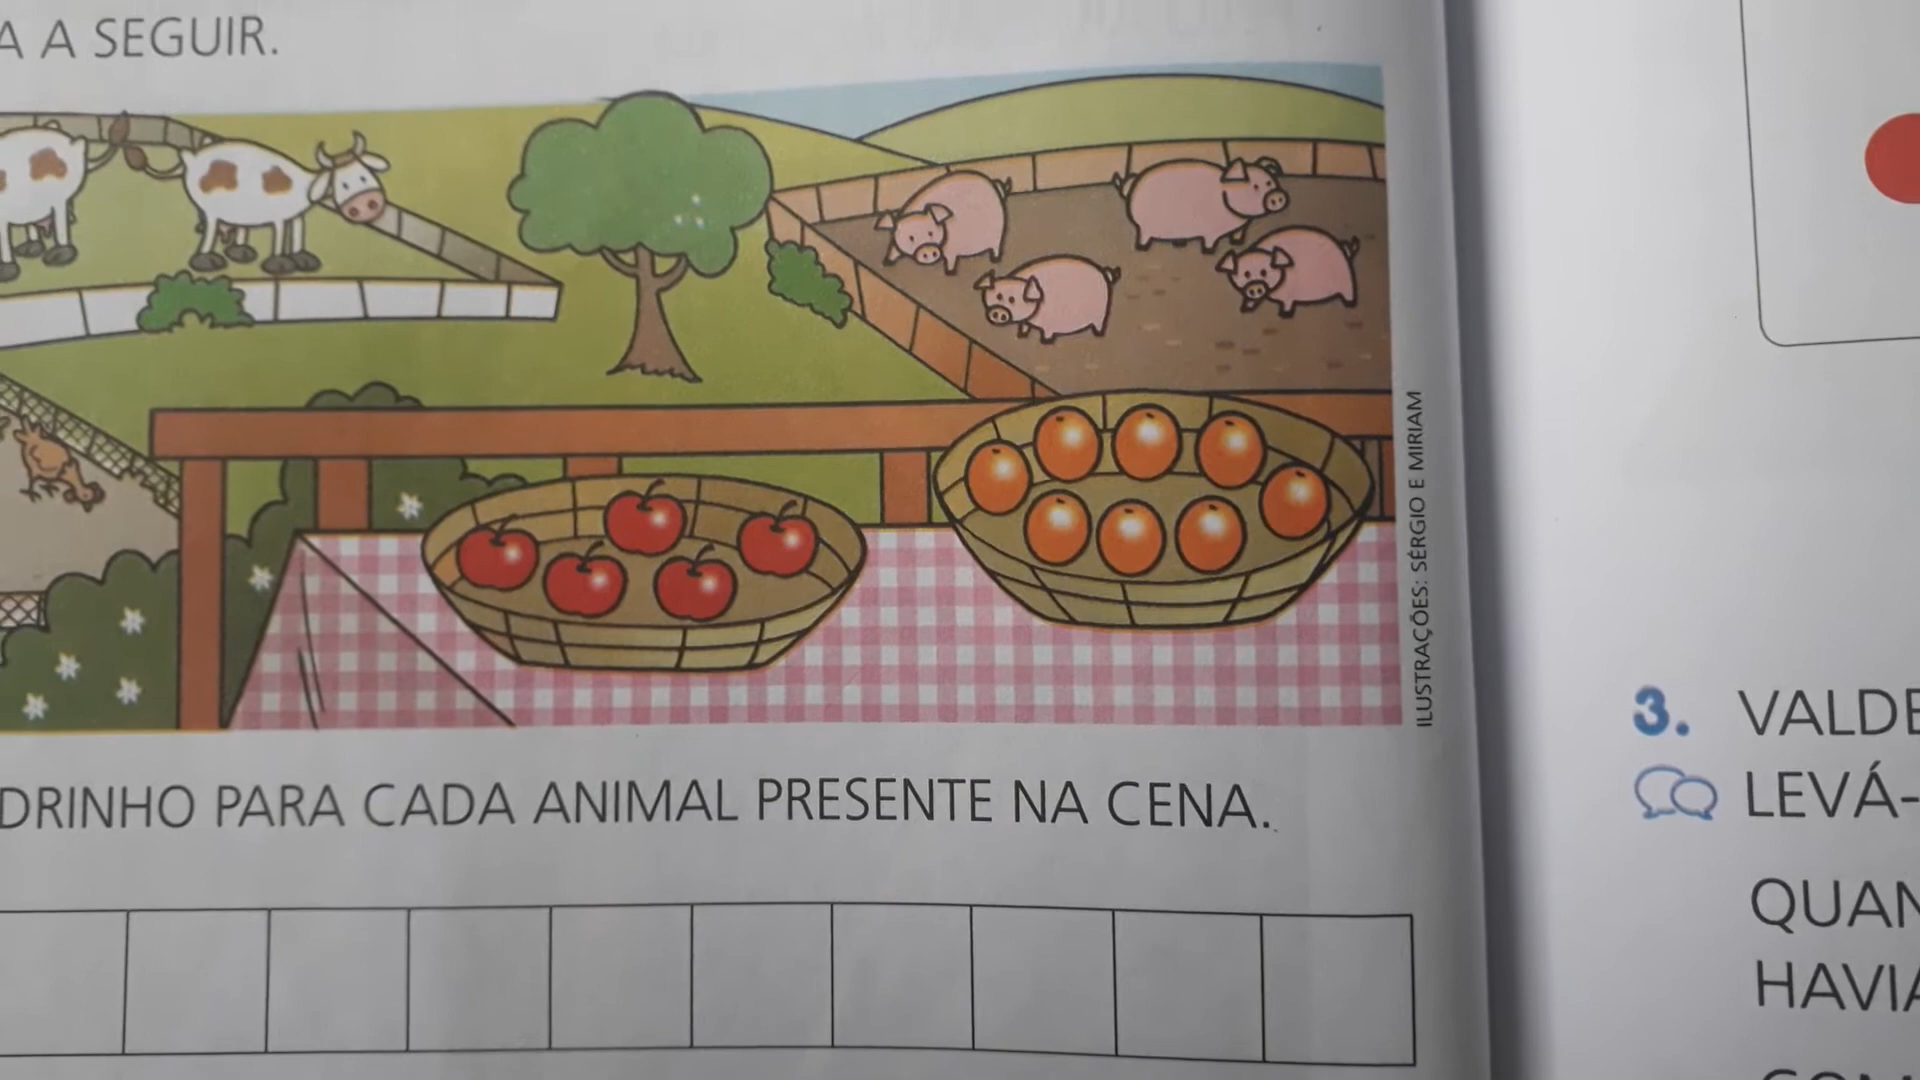 A A SEGUIR.
ILUSTRAÇÕES: SÉRGIO E MIRIAM
DRINHO PARA CADA ANIMAL PRESENTE NA CENA.
3. VALDE
LEVÁ-
QUAN
HAVIA